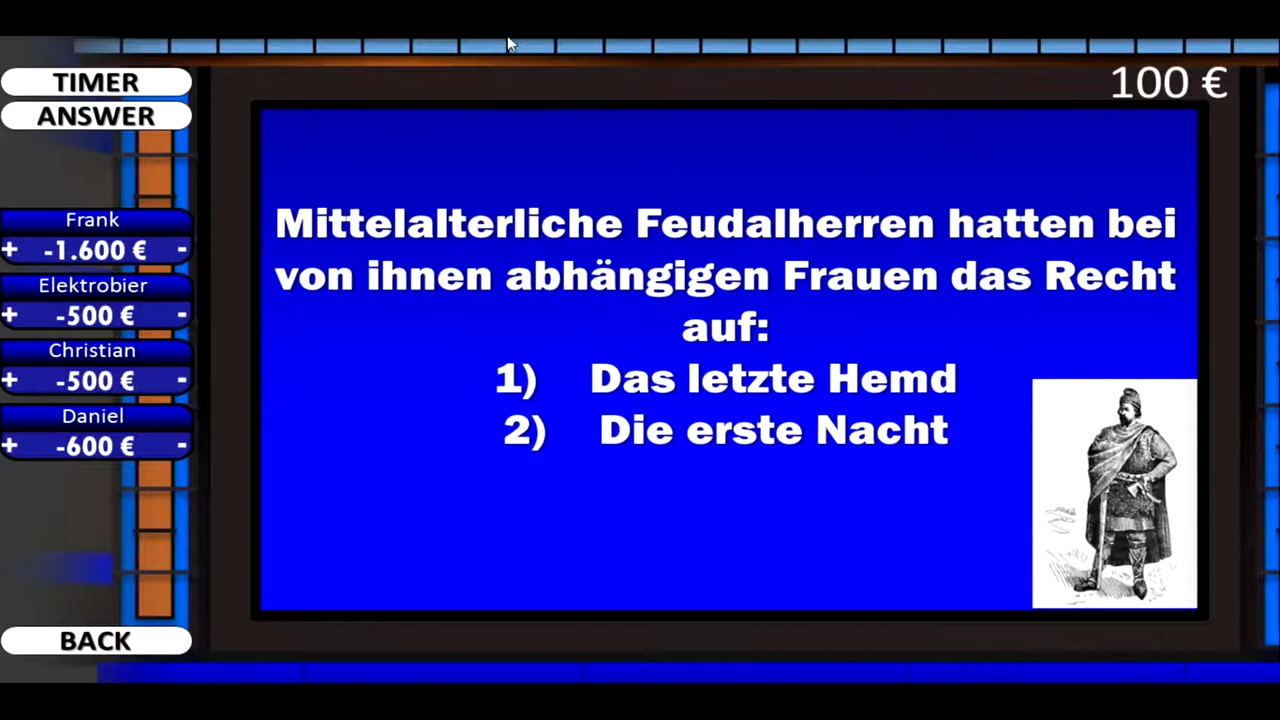 TIMER
ANSWER
100 €
Frank
+ -1.600 € -
Elektrobier
+ -500 € -
Christian
+ -500 € -
Daniel
+ -600 € -
BACK
Mittelalterliche Feudalherren hatten bei
von ihnen abhängigen Frauen das Recht
auf:
1) Das letzte Hemd
2) Die erste Nacht